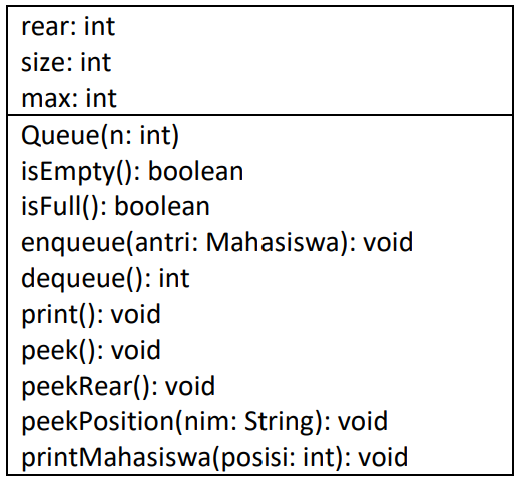 rear: int
size: int
max: int
Queue(n: int)
isEmpty(): boolean
isFull(): boolean
enqueue(antri: Mahasiswa): void
dequeue(): int
print(): void
peek(): void
peekRear(): void
peekPosition(nim: String): void
printMahasiswa(posisi: int): void